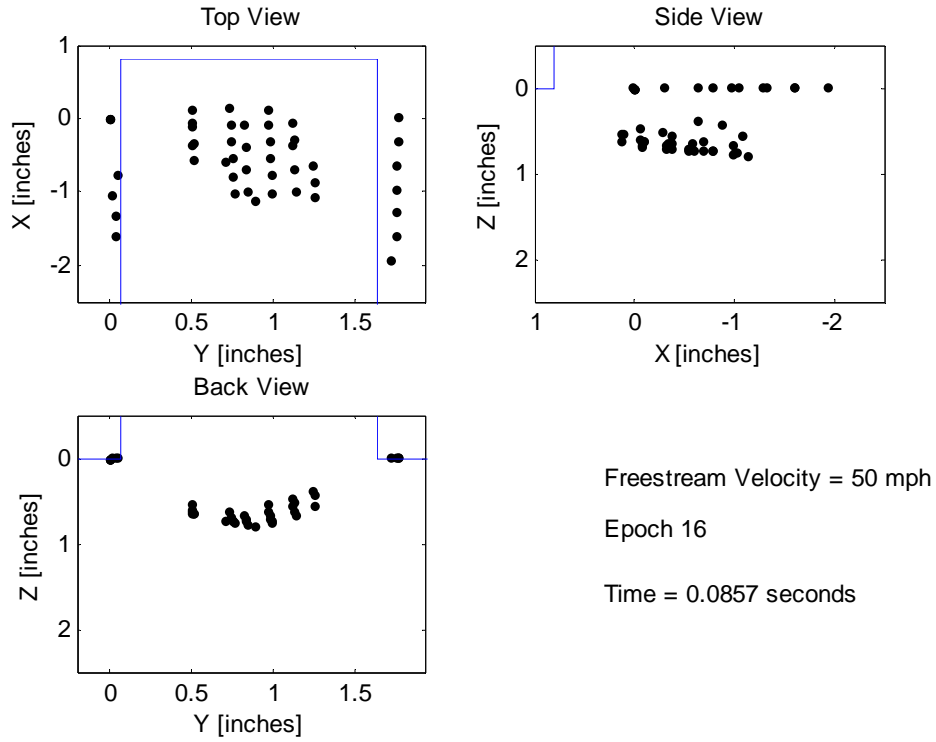 Top View
1
0
-1
-2
X [inches]
0
0.5
1
1.5
Y [inches]
Side View
0
1
2
Z [inches]
1
0
-1
-2
X [inches]
Back View
0
1
2
Z [inches]
0
0.5
1
1.5
Y [inches]
Freestream Velocity = 50 mph
Epoch 16
Time = 0.0857 seconds